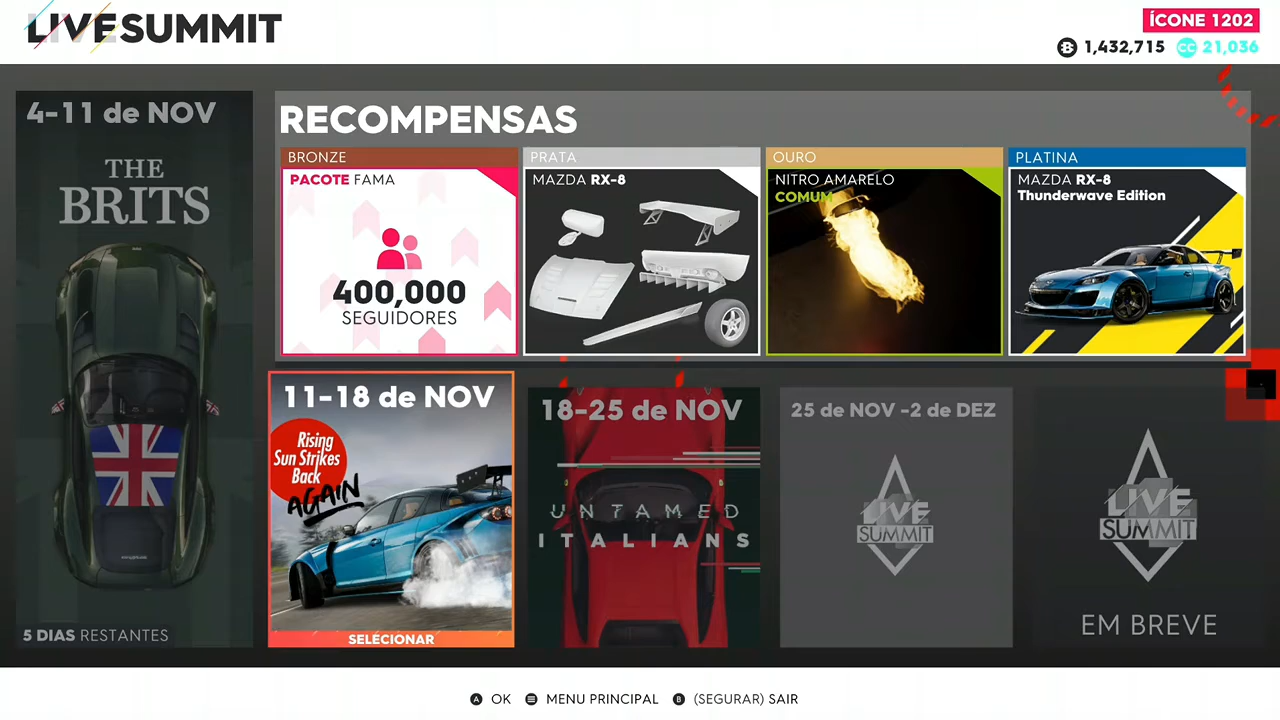 LIVESUMMIT
ÍCONE 1202
1,432,715
CC 21,036
4-11 de NOV
THE
BRITS
5 DIAS RESTANTES
RECOMPENSAS
BRONZE
PACOTE FAMA
400,000
SEGUIDORES
PRATA
MAZDA RX-8
OURO
NITRO AMARELO
COMUM
PLATINA
MAZDA RX-8
Thunderwave Edition
11-18 de NOV
Rising
Sun Strikes
Back
AGAIN
SELECIONAR
18-25 de NOV
UNTAMED
ITALIANS
25 de NOV -2 de DEZ
LIVE
SUMMIT
LIVE
SUMMIT
EM BREVE
A OK
MENU PRINCIPAL
B (SEGURAR) SAIR